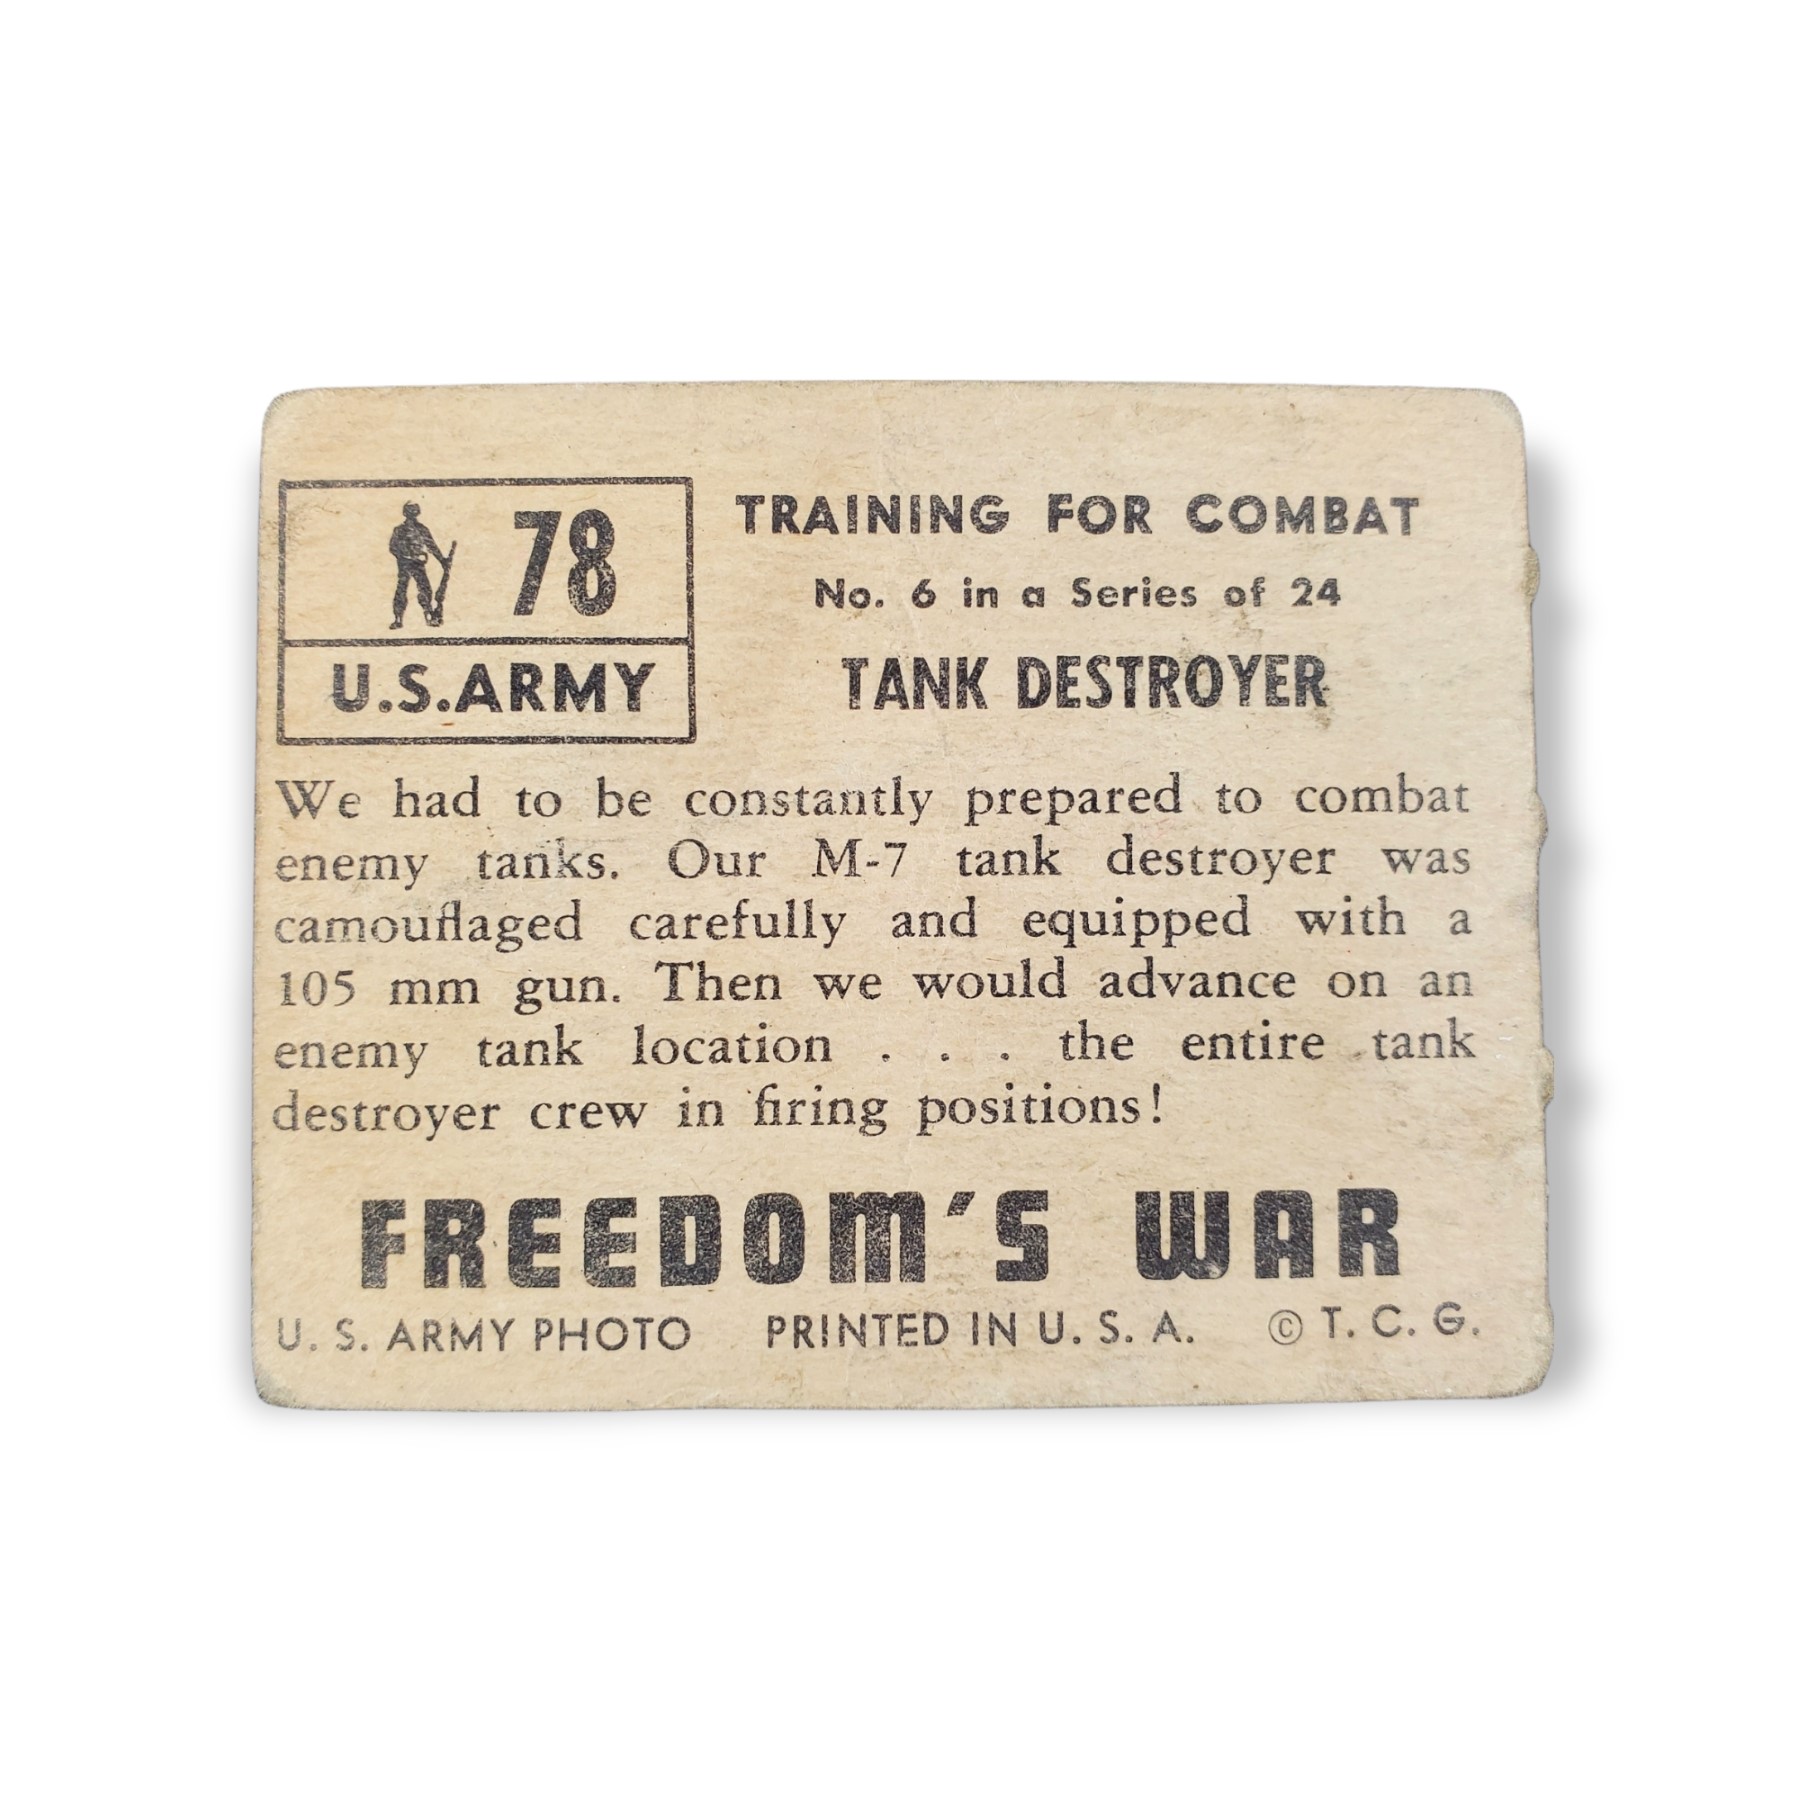 78
U.S.ARMY
TRAINING FOR COMBAT
No. 6 in a Series of 24
TANK DESTROYER
We had to be constantly prepared to combat
enemy tanks. Our M-7 tank destroyer was
camouflaged carefully and equipped with a
105 mm gun. Then we would advance on an
enemy tank location . . . the entire tank
destroyer crew in firing positions!
FREEDOM'S WAR
U. S. ARMY PHOTO PRINTED IN U. S. A. © T. C. G.